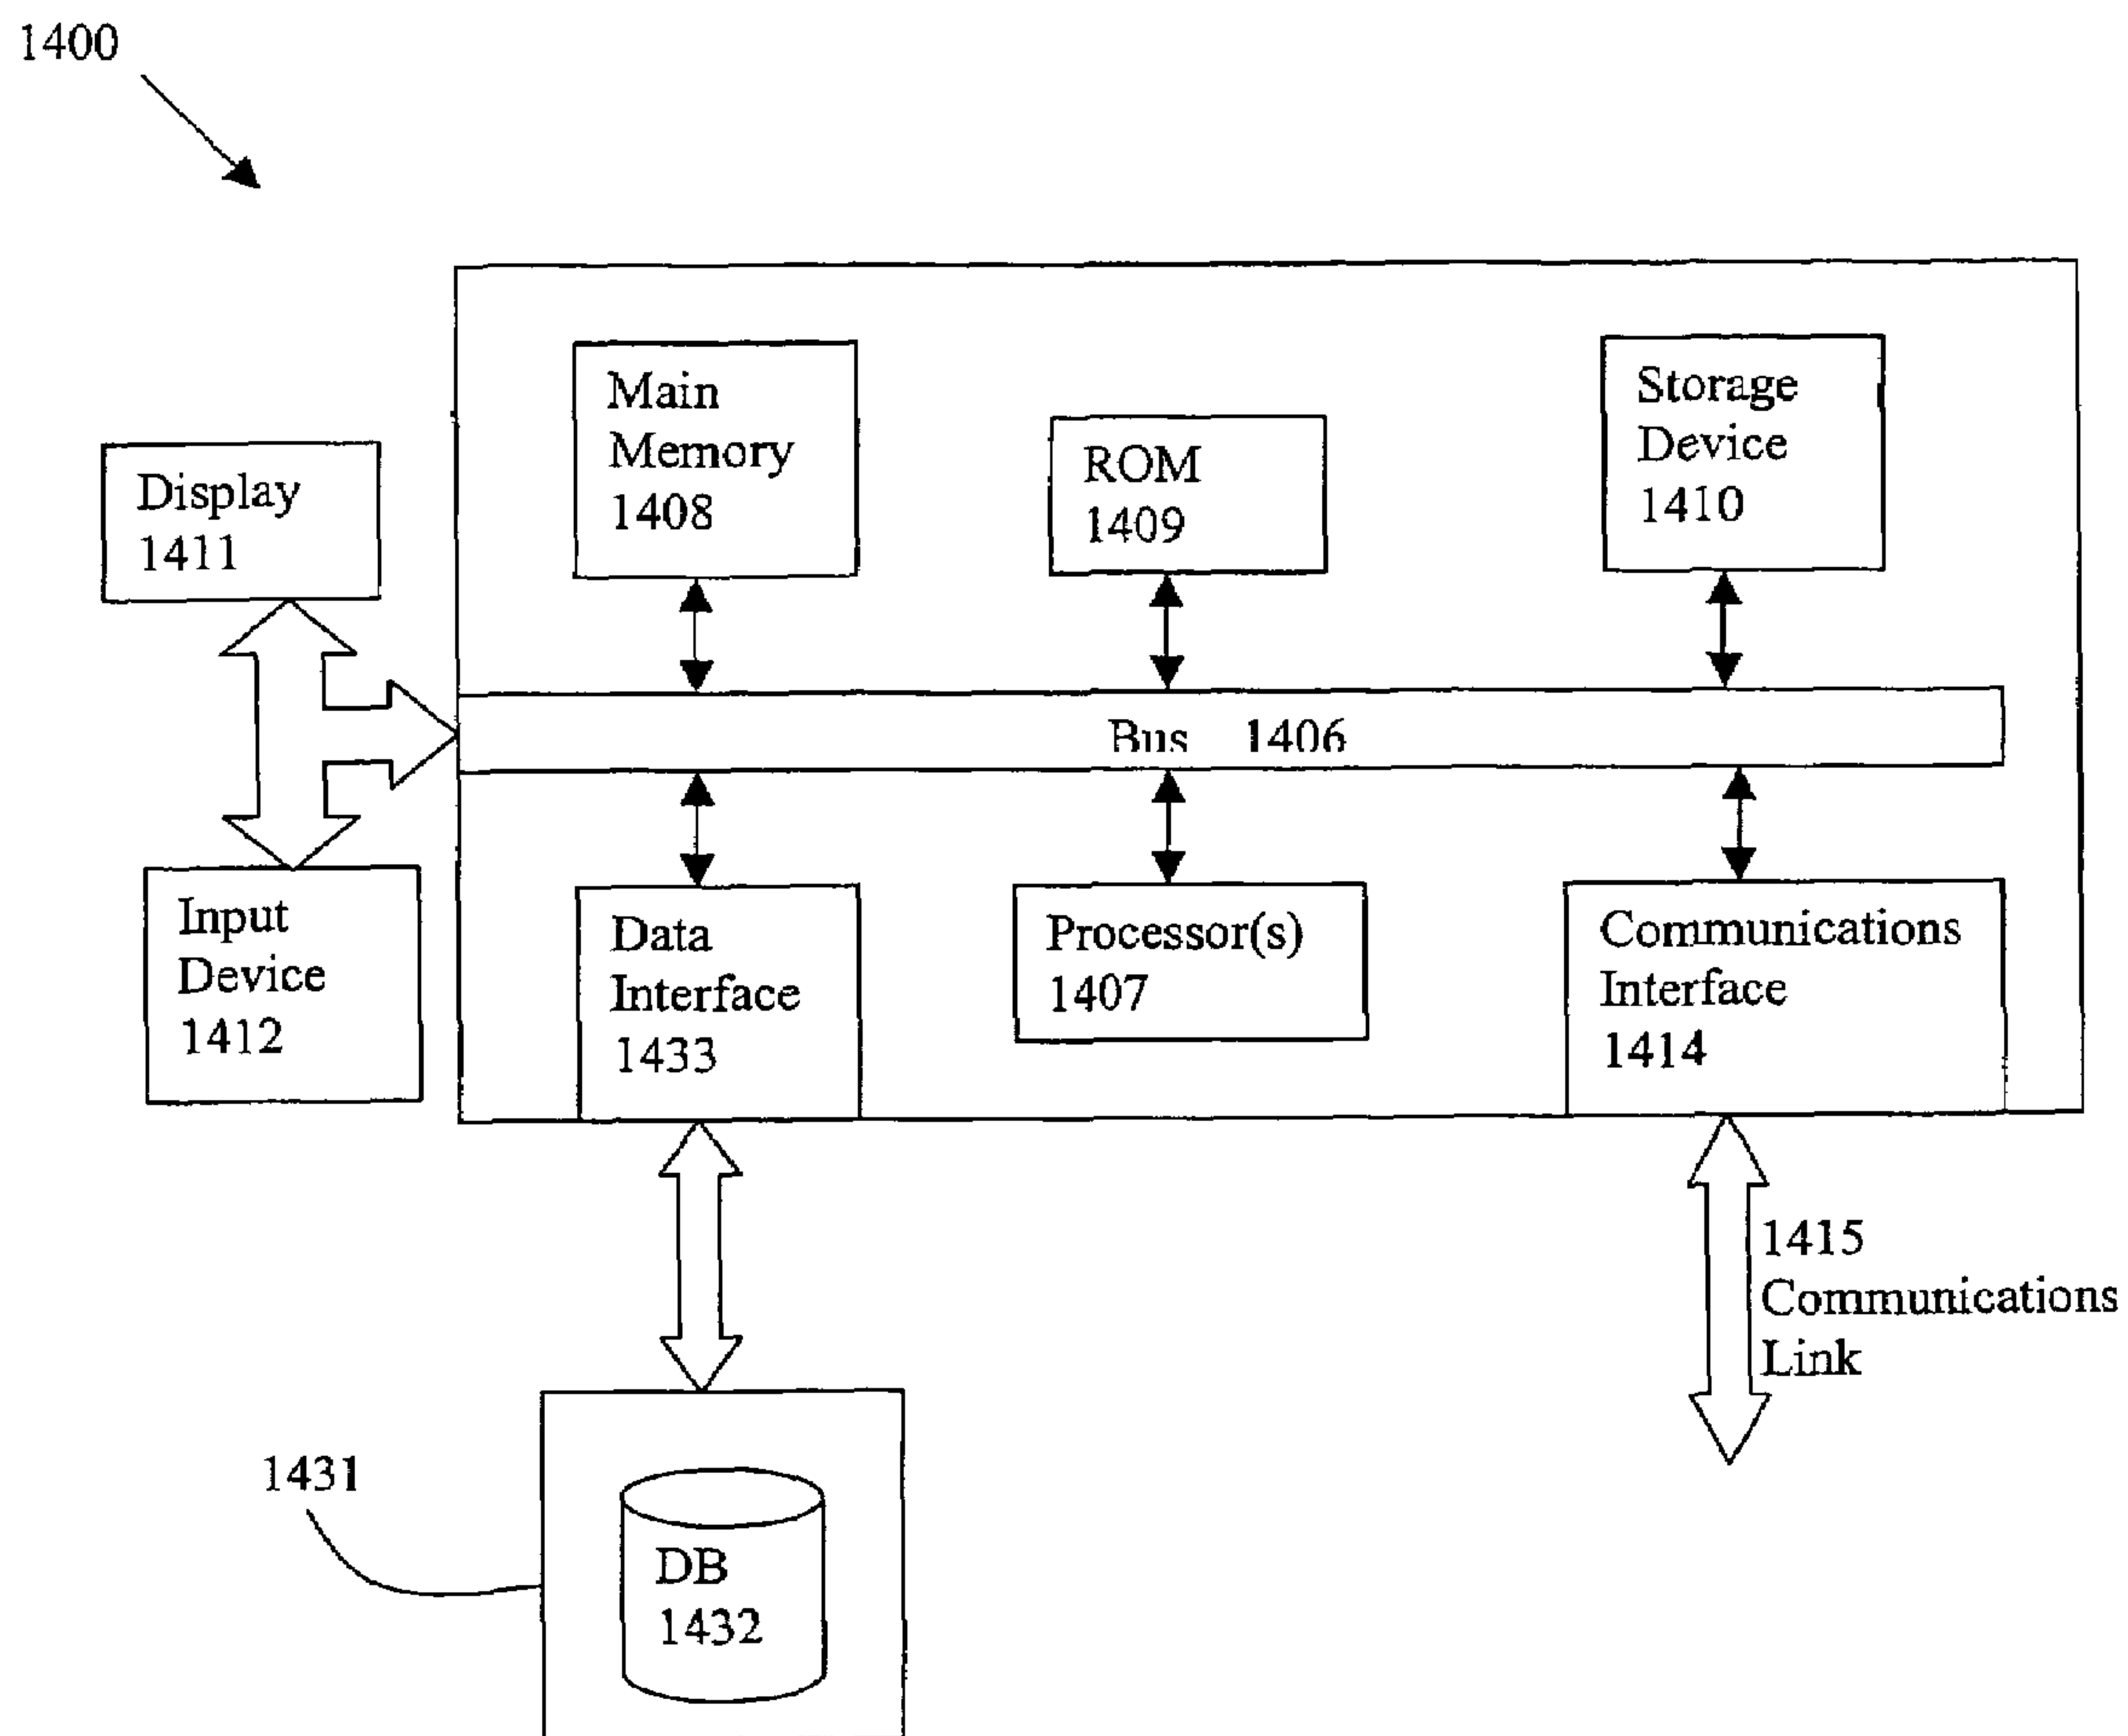 1400
Main
Memory
1408
ROM
1409
Storage
Device
1410
Display
1411
Bus 1406
Input
Device
1412
Data
Interface
1433
Processor(s)
1407
Communications
Interface
1414
1415
Communications
Link
1431
DB
1432